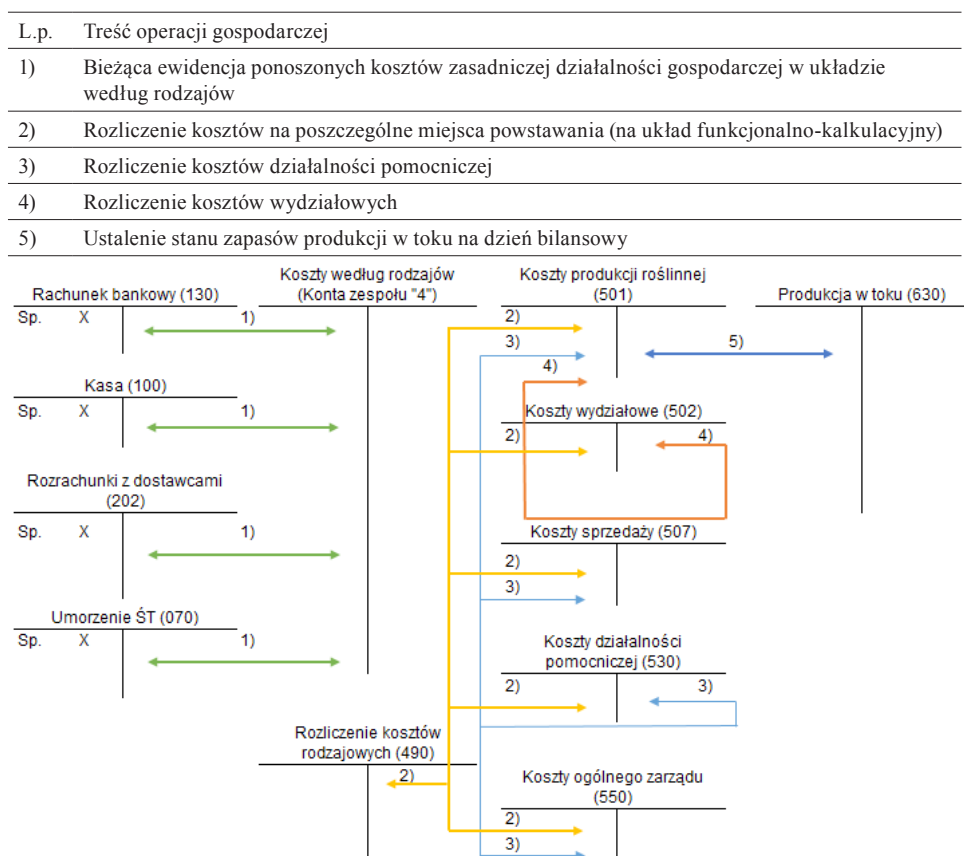 L.p. Treść operacji gospodarczej
1) Bieżąca ewidencja ponoszonych kosztów zasadniczej działalności gospodarczej w układzie
według rodzajów
2) Rozliczenie kosztów na poszczególne miejsca powstawania (na układ funkcjonalno-kalkulacyjny)
3) Rozliczenie kosztów działalności pomocniczej
4) Rozliczenie kosztów wydziałowych
5) Ustalenie stanu zapasów produkcji w toku na dzień bilansowy
Rachunek bankowy (130)
Sp. X 1)
Kasa (100)
Sp. X 1)
Rozrachunki z dostawcami
(202)
Sp. X 1)
Umorzenie ŚT (070)
Sp. X 1)
Koszty według rodzajów
(Konta zespołu "4")
Rozliczenie kosztów
rodzajowych (490)
2)
Koszty produkcji roślinnej
(501)
2)
3)
4)
5)
Koszty wydziałowe (502)
2) 4)
Koszty sprzedaży (507)
2)
3)
Koszty działalności
pomocniczej (530)
2) 3)
Koszty ogólnego zarządu
(550)
2)
3)
Produkcja w toku (630)